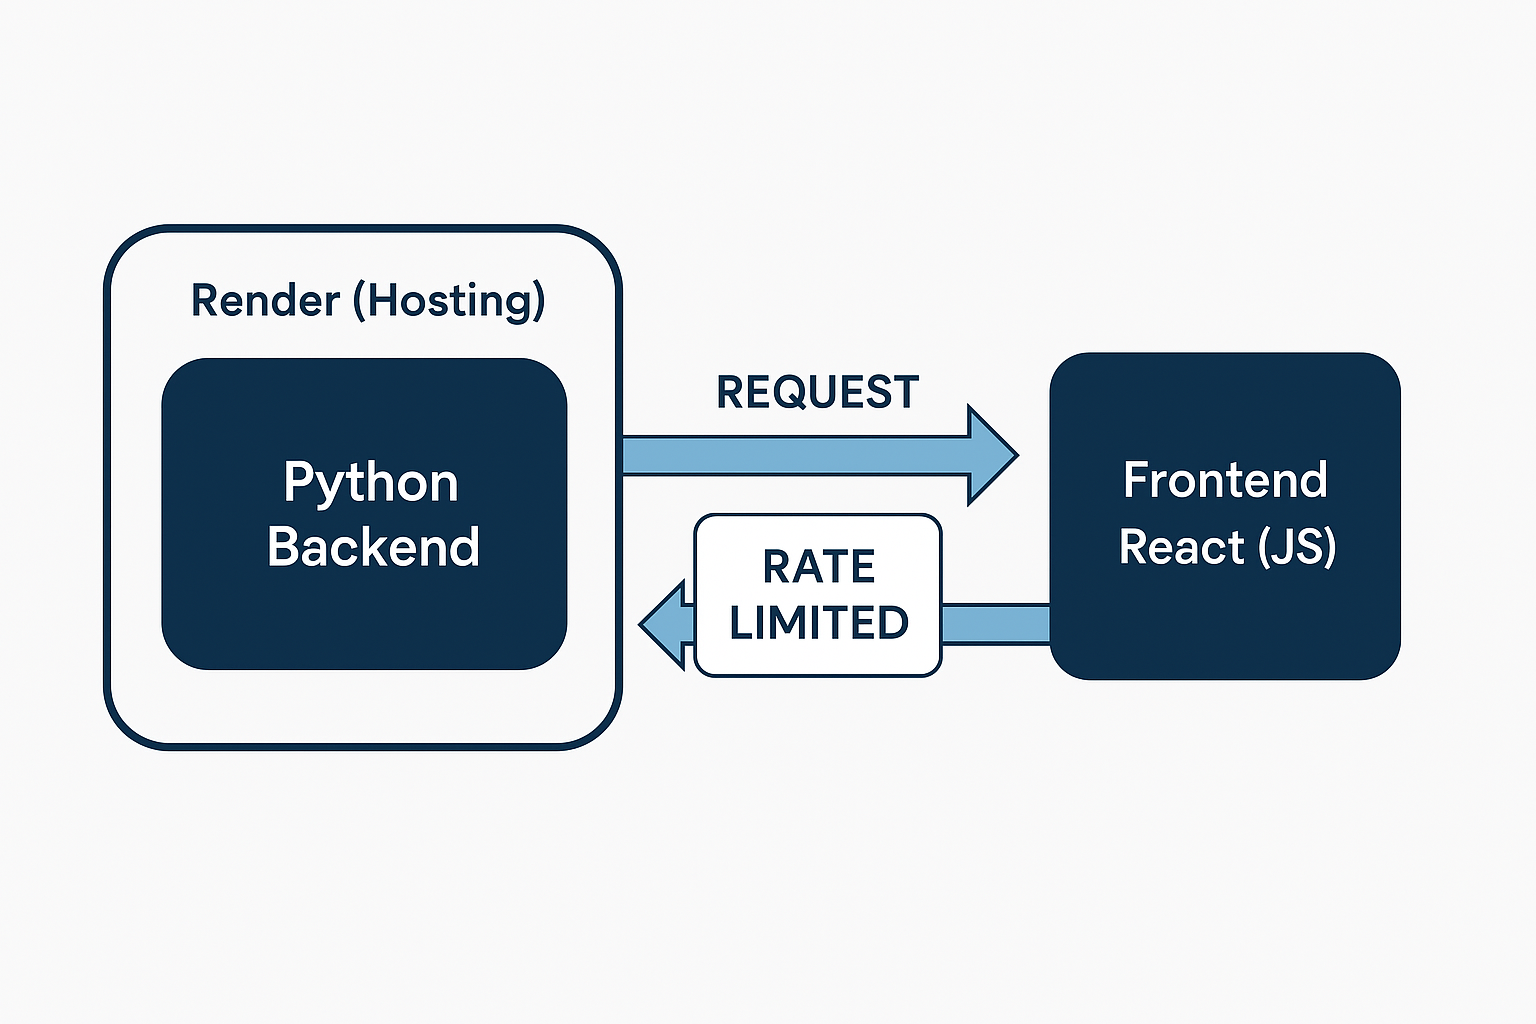 Render (Hosting)
Python
Backend
REQUEST
RATE
LIMITED
Frontend
React (JS)